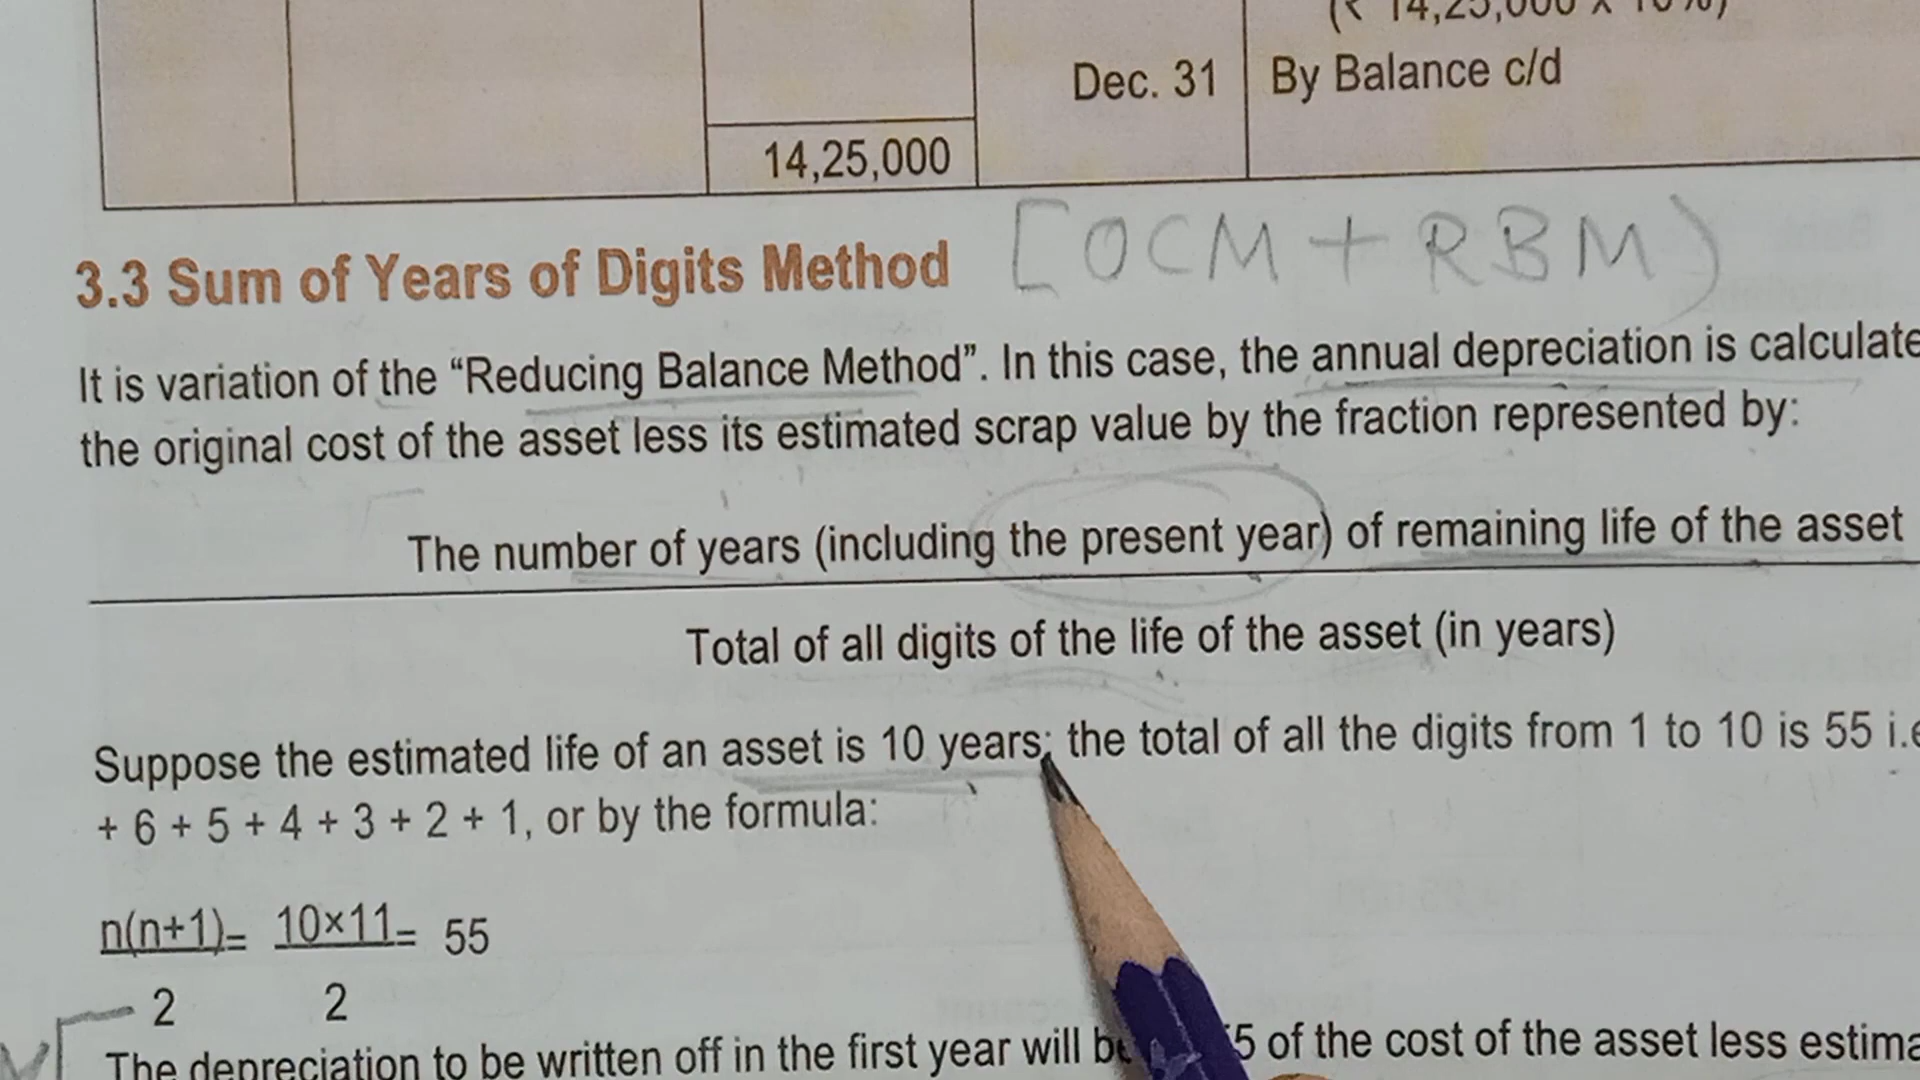 (₹ 14,25,000 x 10%)
Dec. 31 By Balance c/d
14,25,000
3.3 Sum of Years of Digits Method [OCM + RBM)
It is variation of the “Reducing Balance Method”. In this case, the annual depreciation is calculate
the original cost of the asset less its estimated scrap value by the fraction represented by:
The number of years (including the present year) of remaining life of the asset
Total of all digits of the life of the asset (in years)
Suppose the estimated life of an asset is 10 years; the total of all the digits from 1 to 10 is 55 i.e
+ 6 + 5 + 4 + 3 + 2 + 1, or by the formula:
n(n+1)= 10×11= 55
2 2
The depreciation to be written off in the first year will be 5 of the cost of the asset less estima